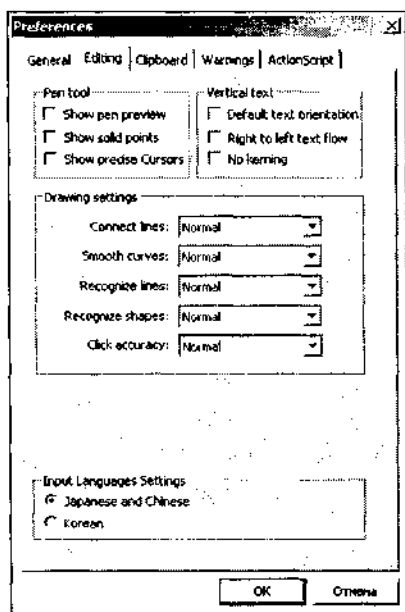 Preferences
General Editing Clipboard Warnings ActionScript
Pen tool
Show pen preview
Show solid points
Show precise Cursors
Vertical text
Default text orientation
Right to left text flow
No kerning
Drawing settings
Connect lines: Normal
Smooth curves: Normal
Recognize lines: Normal
Recognize shapes: Normal
Click accuracy: Normal
Input Languages Settings
Japanese and Chinese
Korean
OK Отмена